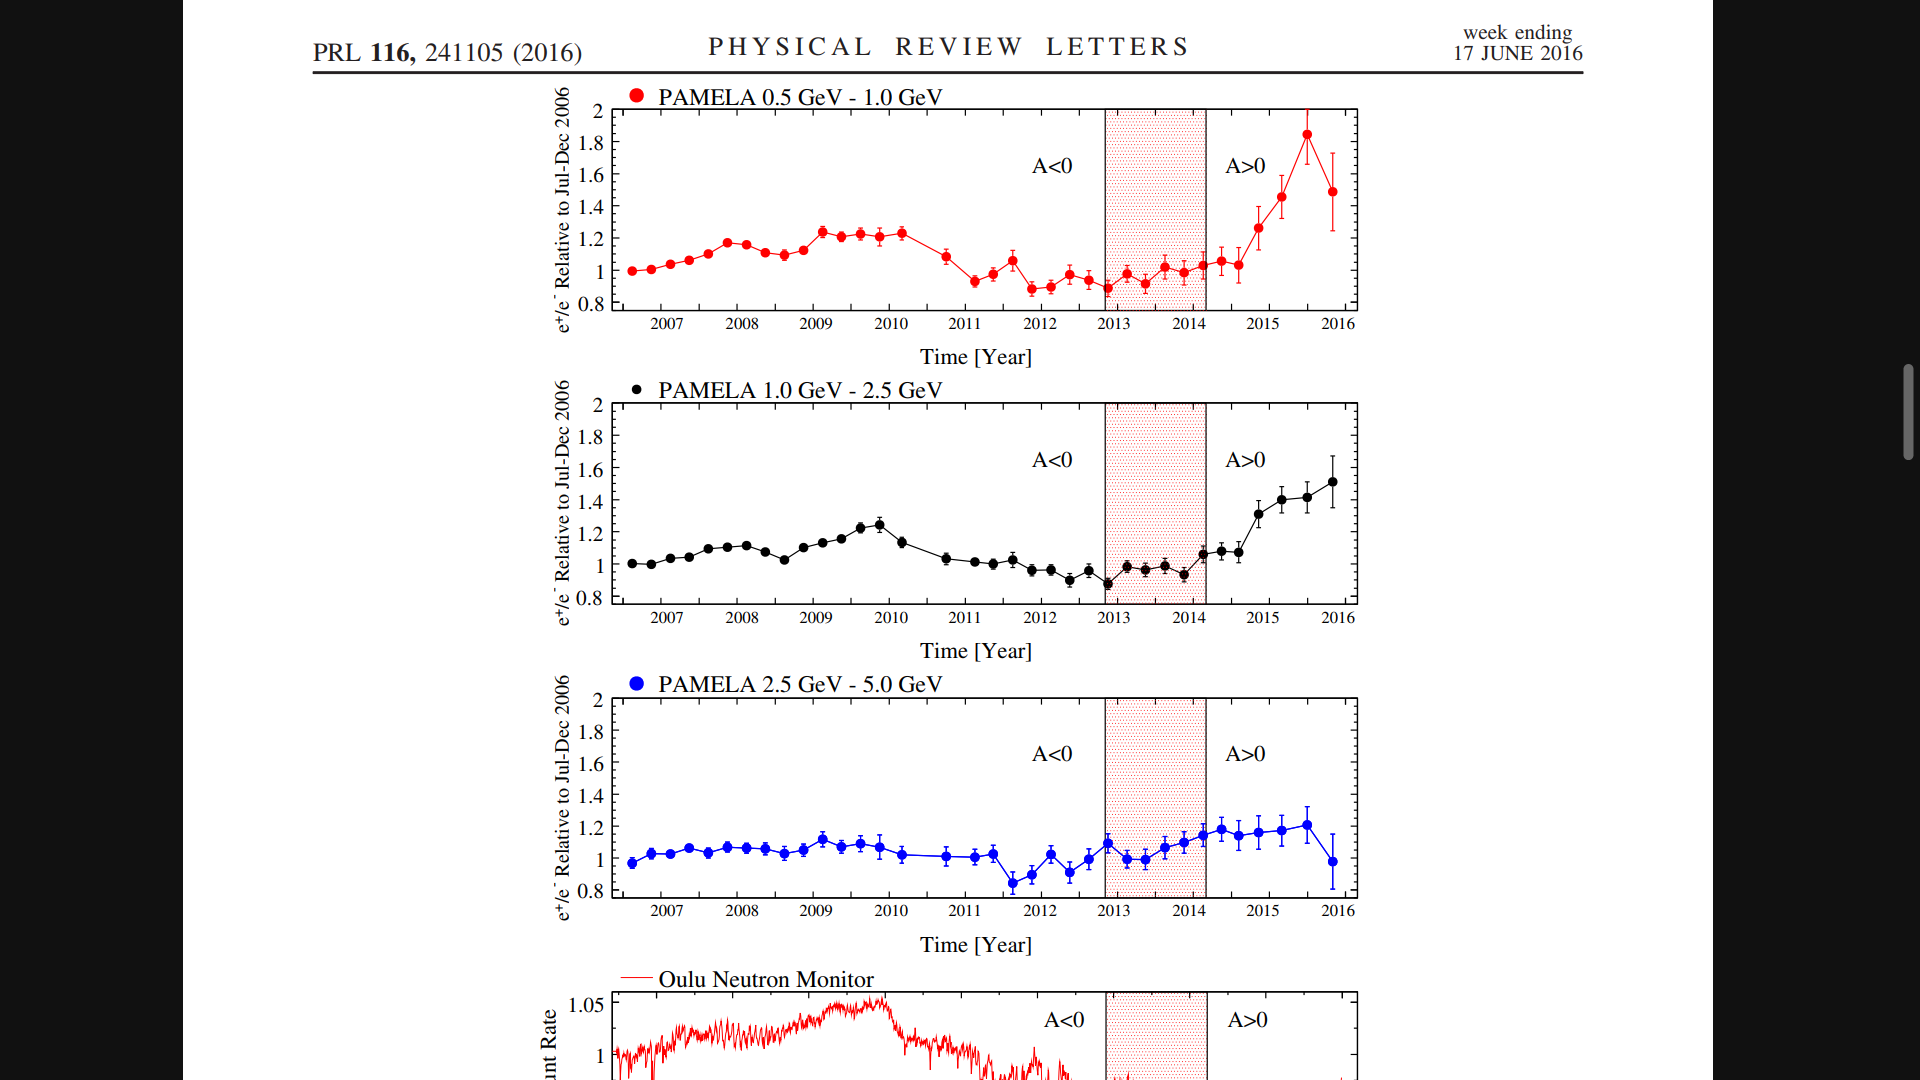 PRL 116, 241105 (2016)
PHYSICAL REVIEW LETTERS
week ending
17 JUNE 2016
PAMELA 0.5 GeV - 1.0 GeV
e+/e- Relative to Jul-Dec 2006
2
1.8
1.6
1.4
1.2
1
0.8
A<0
A>0
2007 2008 2009 2010 2011 2012 2013 2014 2015 2016
Time [Year]
PAMELA 1.0 GeV - 2.5 GeV
e+/e- Relative to Jul-Dec 2006
2
1.8
1.6
1.4
1.2
1
0.8
A<0
A>0
2007 2008 2009 2010 2011 2012 2013 2014 2015 2016
Time [Year]
PAMELA 2.5 GeV - 5.0 GeV
e+/e- Relative to Jul-Dec 2006
2
1.8
1.6
1.4
1.2
1
0.8
A<0
A>0
2007 2008 2009 2010 2011 2012 2013 2014 2015 2016
Time [Year]
Oulu Neutron Monitor
unt Rate
1.05
1
A<0
A>0